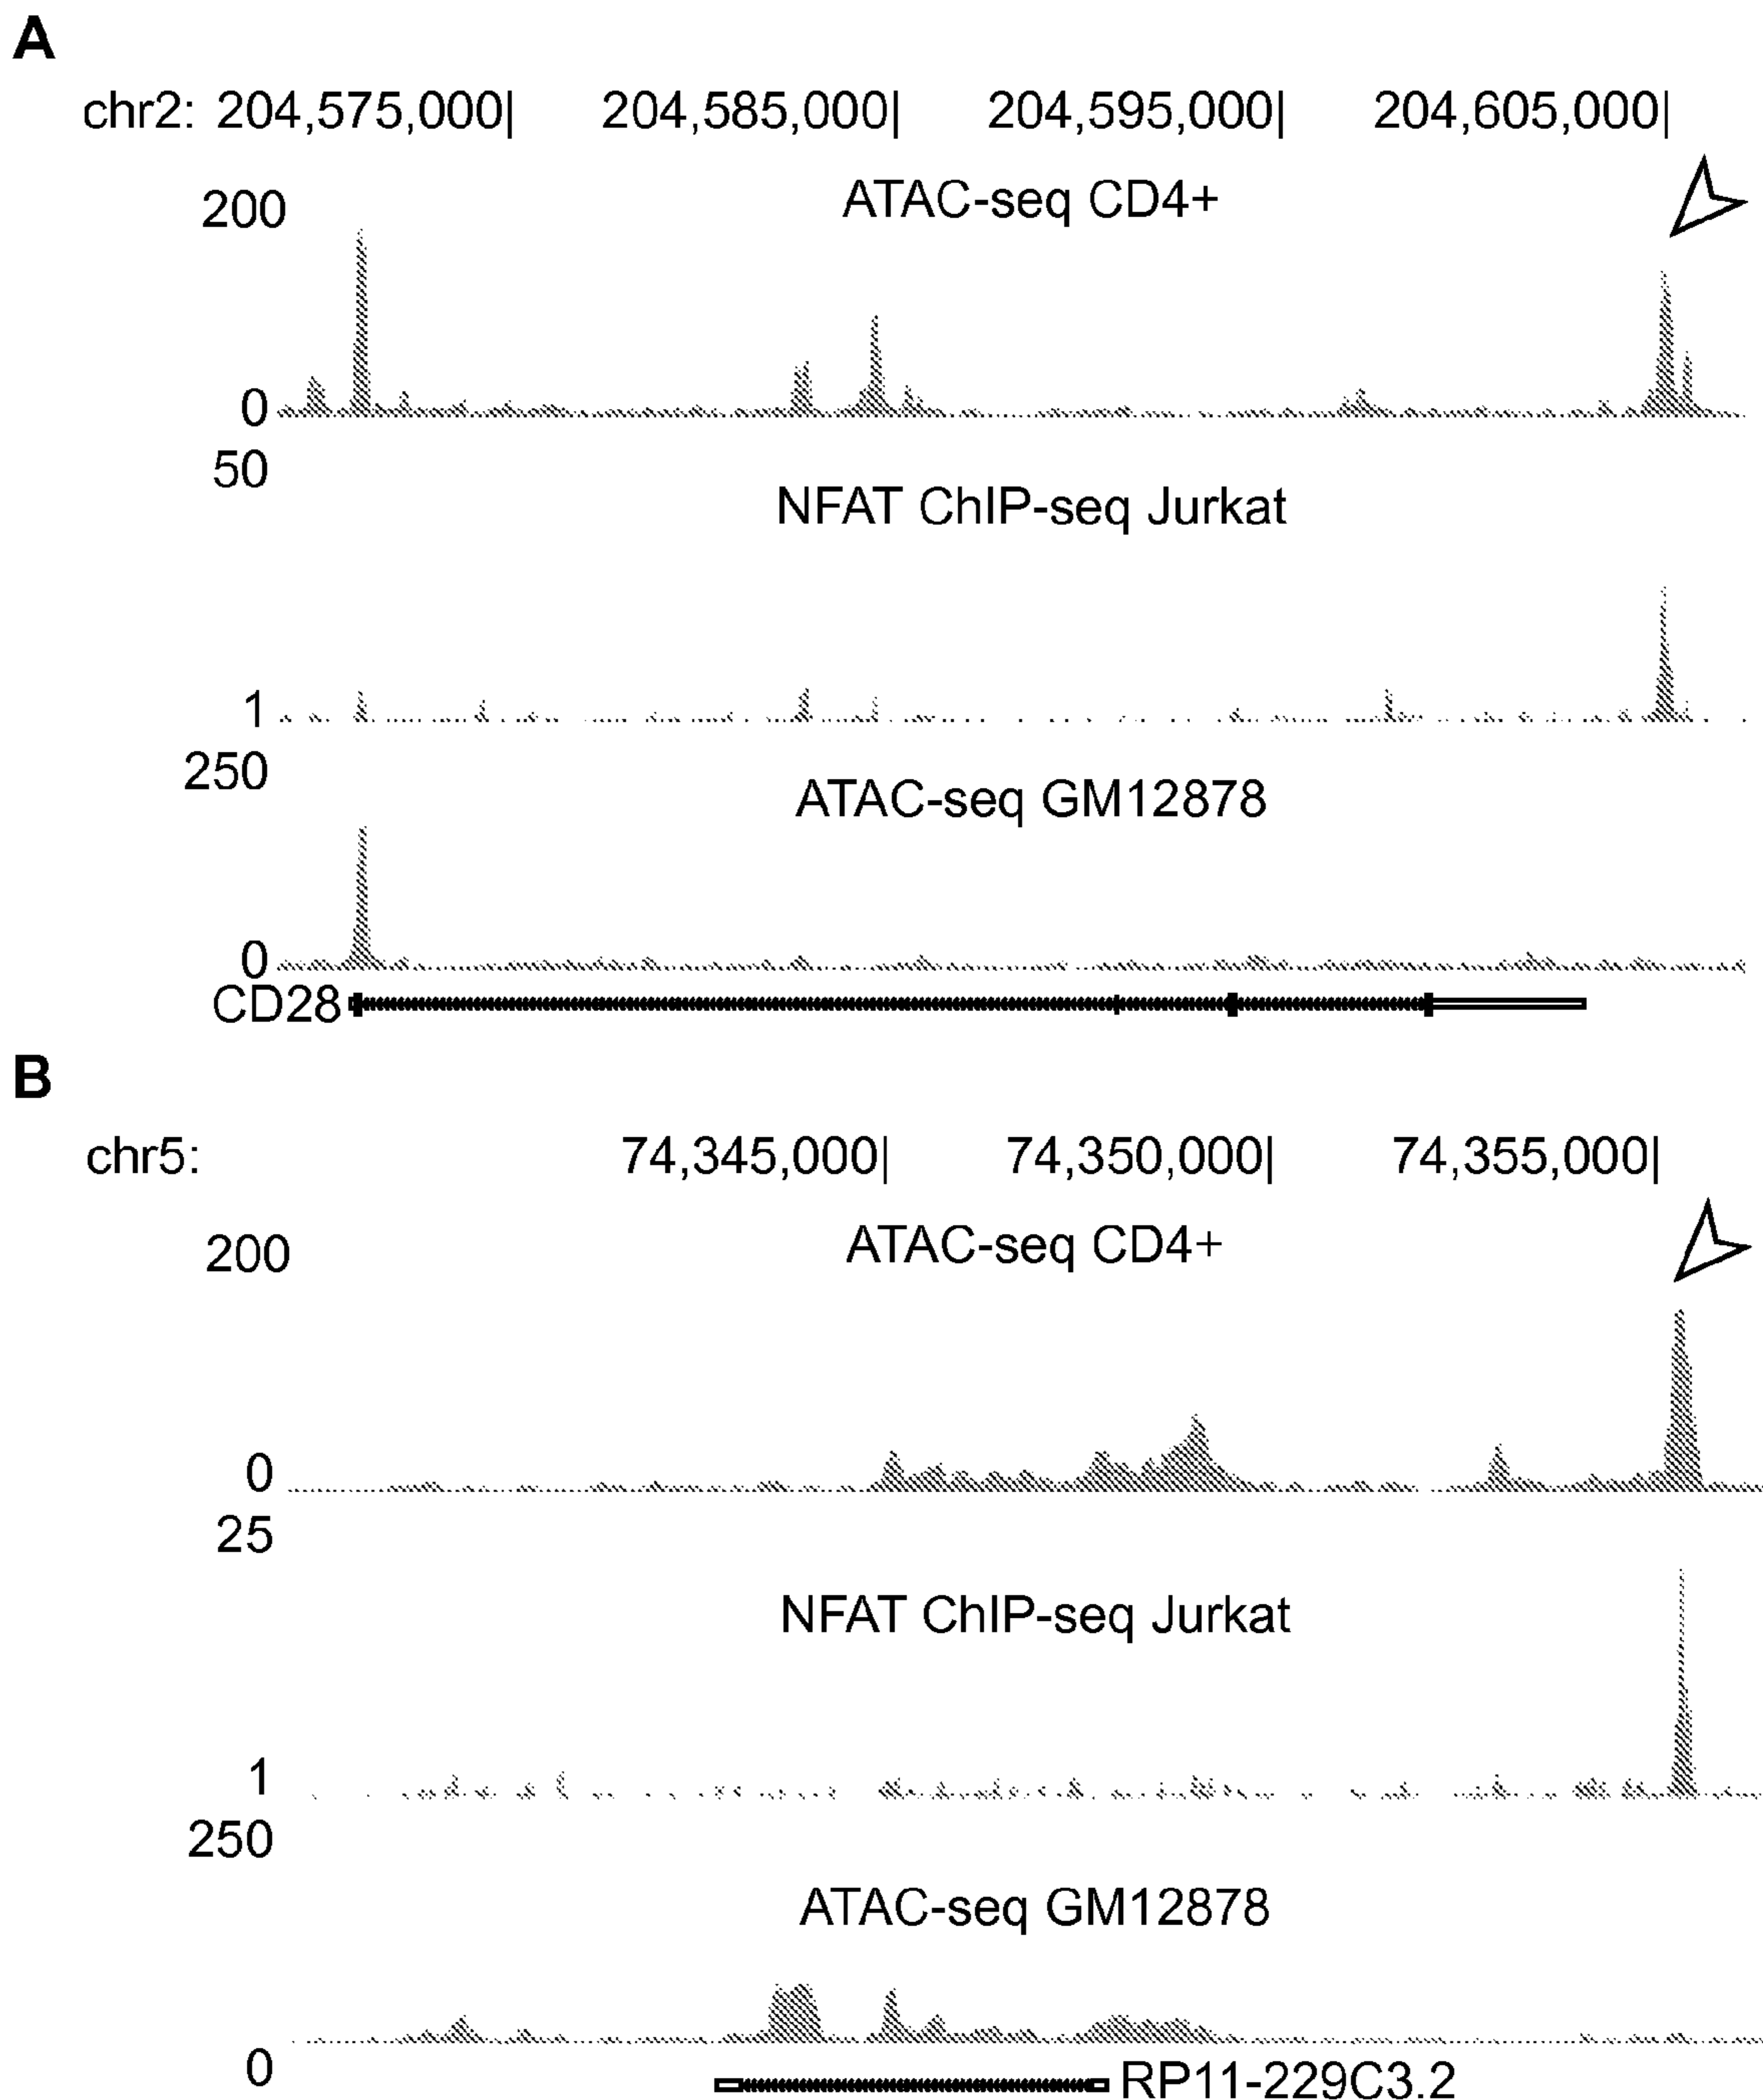 A
chr2: 204,575,000| 204,585,000| 204,595,000| 204,605,000|
ATAC-seq CD4+
200
0
50
NFAT ChIP-seq Jurkat
1
250
ATAC-seq GM12878
0
CD28
B
chr5: 74,345,000| 74,350,000| 74,355,000|
ATAC-seq CD4+
200
0
25
NFAT ChIP-seq Jurkat
1
250
ATAC-seq GM12878
0
RP11-229C3.2